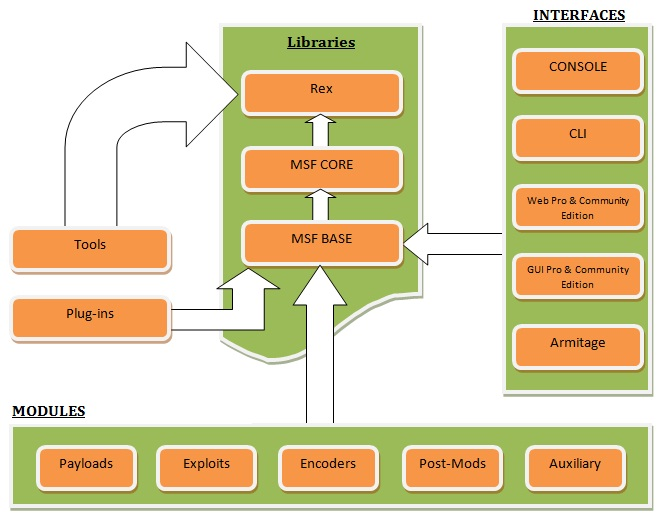 Libraries
Rex
MSF CORE
MSF BASE
Tools
Plug-ins
INTERFACES
CONSOLE
CLI
Web Pro & Community
Edition
GUI Pro & Community
Edition
Armitage
MODULES
Payloads
Exploits
Encoders
Post-Mods
Auxiliary